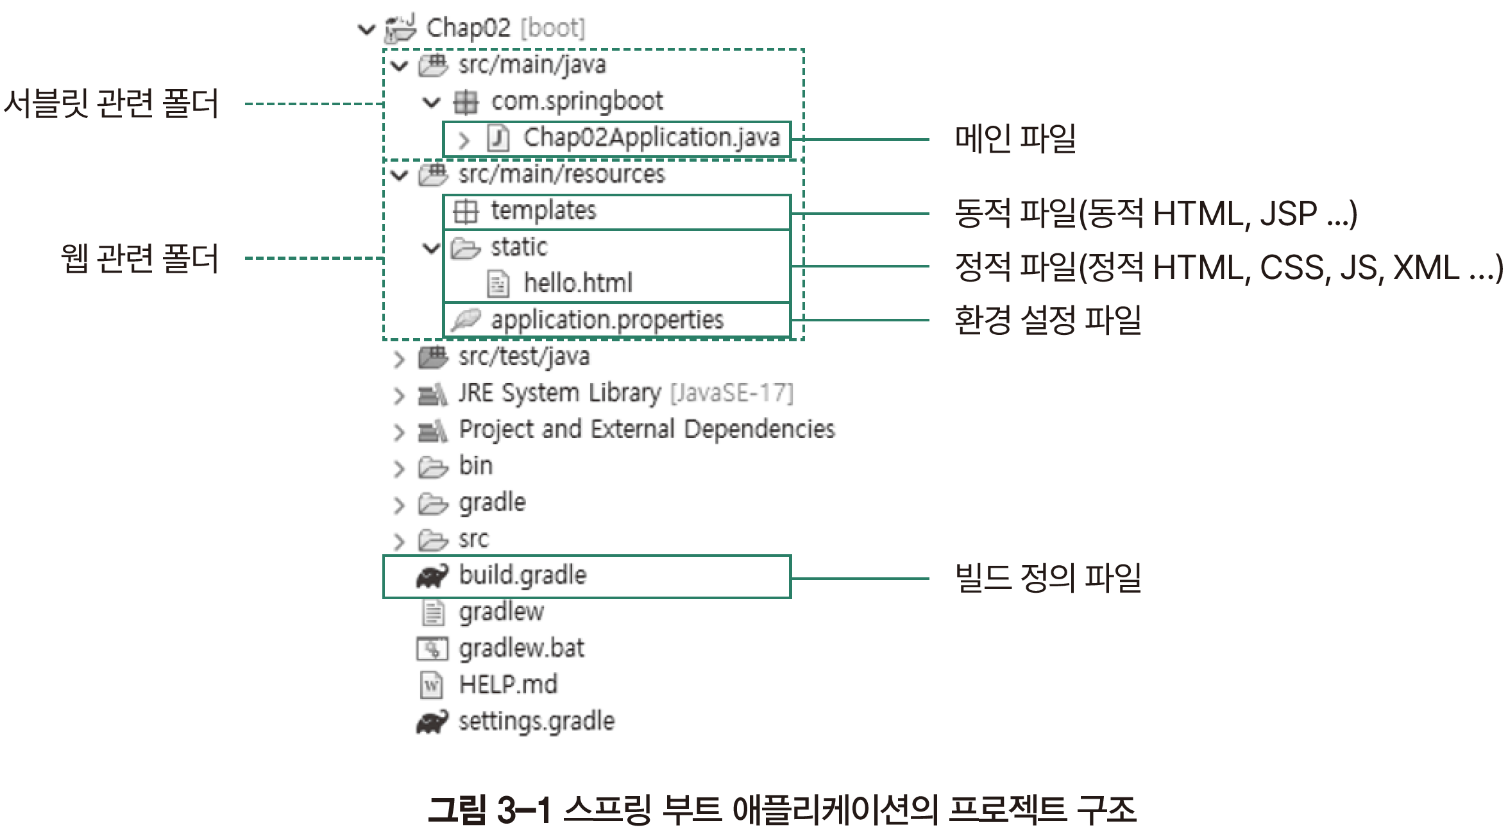 Chap02 [boot]
src/main/java
서블릿 관련 폴더
com.springboot
Chap02Application.java
메인 파일
src/main/resources
templates
동적 파일(동적 HTML, JSP ...)
웹 관련 폴더
static
정적 파일(정적 HTML, CSS, JS, XML ...)
hello.html
application.properties
환경 설정 파일
src/test/java
JRE System Library [JavaSE-17]
Project and External Dependencies
bin
gradle
src
build.gradle
빌드 정의 파일
gradlew
gradlew.bat
HELP.md
settings.gradle
그림 3-1 스프링 부트 애플리케이션의 프로젝트 구조